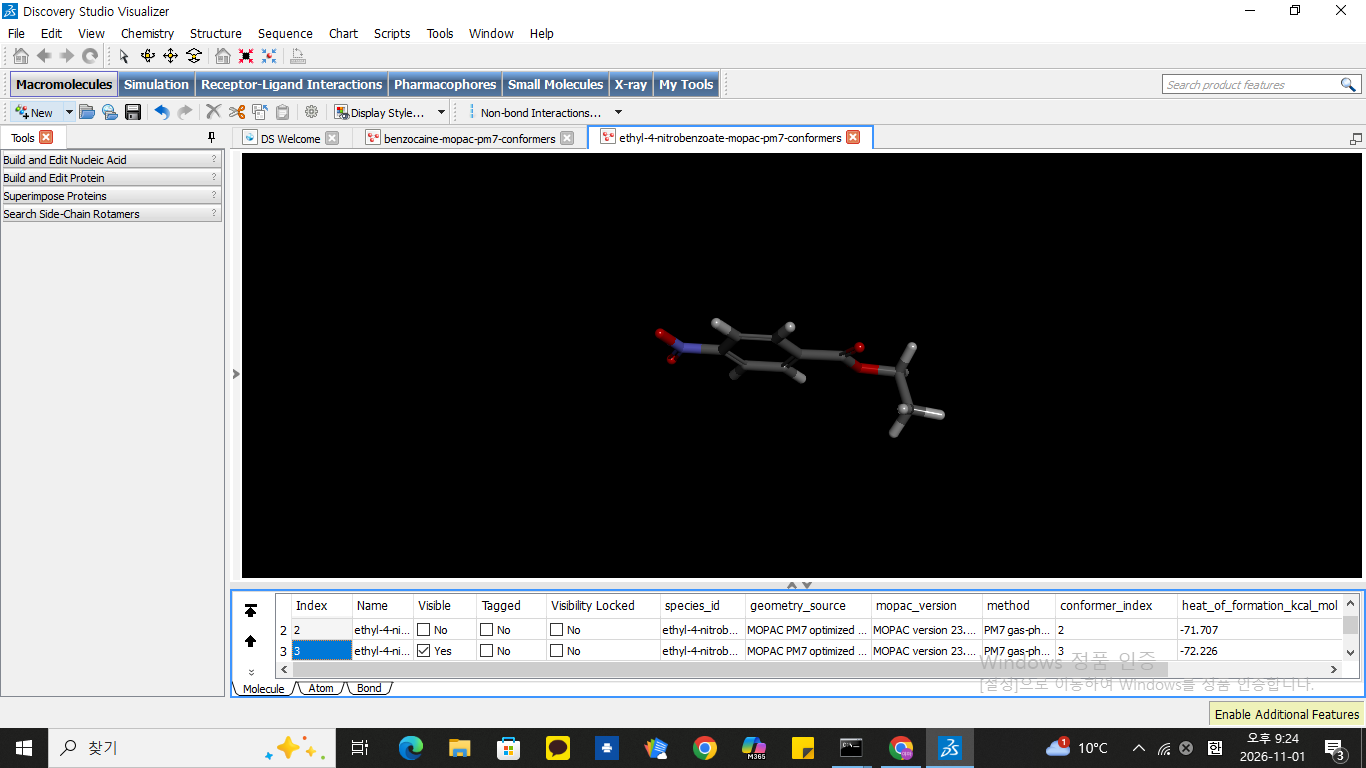 Discovery Studio Visualizer
File Edit View Chemistry Structure Sequence Chart Scripts Tools Window Help
Macromolecules Simulation Receptor-Ligand Interactions Pharmacophores Small Molecules X-ray My Tools Search product features
New Display Style... Non-bond Interactions...
Tools DS Welcome benzocaine-mopac-pm7-conformers ethyl-4-nitrobenzoate-mopac-pm7-conformers
Build and Edit Nucleic Acid ?
Build and Edit Protein ?
Superimpose Proteins ?
Search Side-Chain Rotamers ?
Index Name Visible Tagged Visibility Locked species_id geometry_source mopac_version method conformer_index heat_of_formation_kcal_mol
2 2 ethyl-4-ni... No No No ethyl-4-nitrob... MOPAC PM7 optimized ... MOPAC version 23.... PM7 gas-ph... 2 -71.707
3 3 ethyl-4-ni... Yes No No ethyl-4-nitrob... MOPAC PM7 optimized ... MOPAC version 23.... PM7 gas-ph... 3 -72.226
Windows 정품 인증
[설정]으로 이동하여 Windows를 정품 인증합니다.
Molecule Atom Bond
Enable Additional Features
찾기 M365 1 10°C 한 오후 9:24
2026-11-01 3